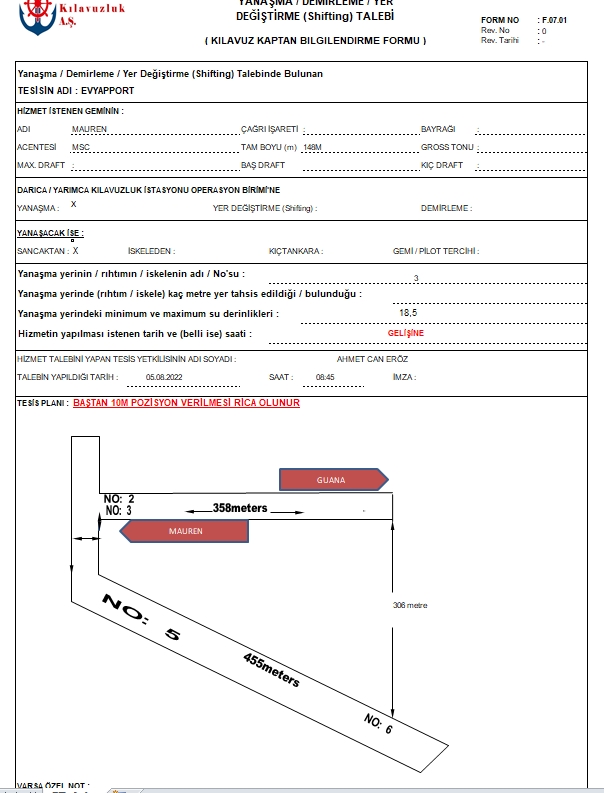 Kılavuzluk
A.Ş.
YANAŞMA / DEMİRLEME / YER
DEĞİŞTİRME (Shifting) TALEBİ
( KILAVUZ KAPTAN BILGILENDIRME FORMU )
FORM NO : F.07.01
Rev. No : 0
Rev. Tarihi : -
Yanaşma / Demirleme / Yer Değiştirme (Shifting) Talebinde Bulunan
TESİSİN ADI : EVYAPPORT
HİZMET İSTENEN GEMİNİN :
ADI MAUREN ÇAĞRI İŞARETİ : BAYRAĞI :
ACENTESİ MSC TAM BOYU (m) 148M GROSS TONU :
MAX. DRAFT : BAŞ DRAFT KIÇ DRAFT :
DARICA / YARIMCA KILAVUZLUK İSTASYONU OPERASYON BİRİMİ'NE
YANAŞMA : X YER DEĞİŞTİRME (Shifting) : DEMİRLEME :
YANAŞACAK İSE :
SANCAKTAN : X İSKELEDEN : KIÇTANKARA : GEMİ / PİLOT TERCİHİ :
Yanaşma yerinin / rıhtımın / iskelenin adı / No'su : 3
Yanaşma yerinde (rıhtım / iskele) kaç metre yer tahsis edildiği / bulunduğu :
Yanaşma yerindeki minimum ve maximum su derinlikleri : 18,5
Hizmetin yapılması istenen tarih ve (belli ise) saati : GELİŞİNE
HİZMET TALEBİNİ YAPAN TESİS YETKİLİSİNİN ADI SOYADI : AHMET CAN ERÖZ
TALEBİN YAPILDIĞI TARİH : 05.08.2022 SAAT : 08:45 İMZA :
TESİS PLANI : BAŞTAN 10M POZİSYON VERİLMESİ RİCA OLUNUR
GUANA
NO: 2
NO: 3
358meters
MAUREN
306 metre
NO: 5
455meters
NO: 6
VARSA ÖZEL NOT :